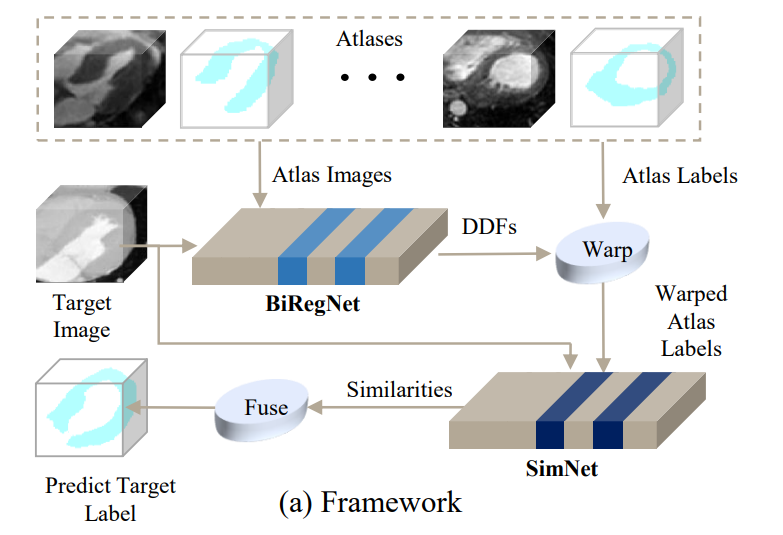 Atlases
Atlas Images
Atlas Labels
DDFs
Warp
Target
Image
BiRegNet
Warped
Atlas
Labels
Similarities
Fuse
SimNet
Predict Target
Label
(a) Framework